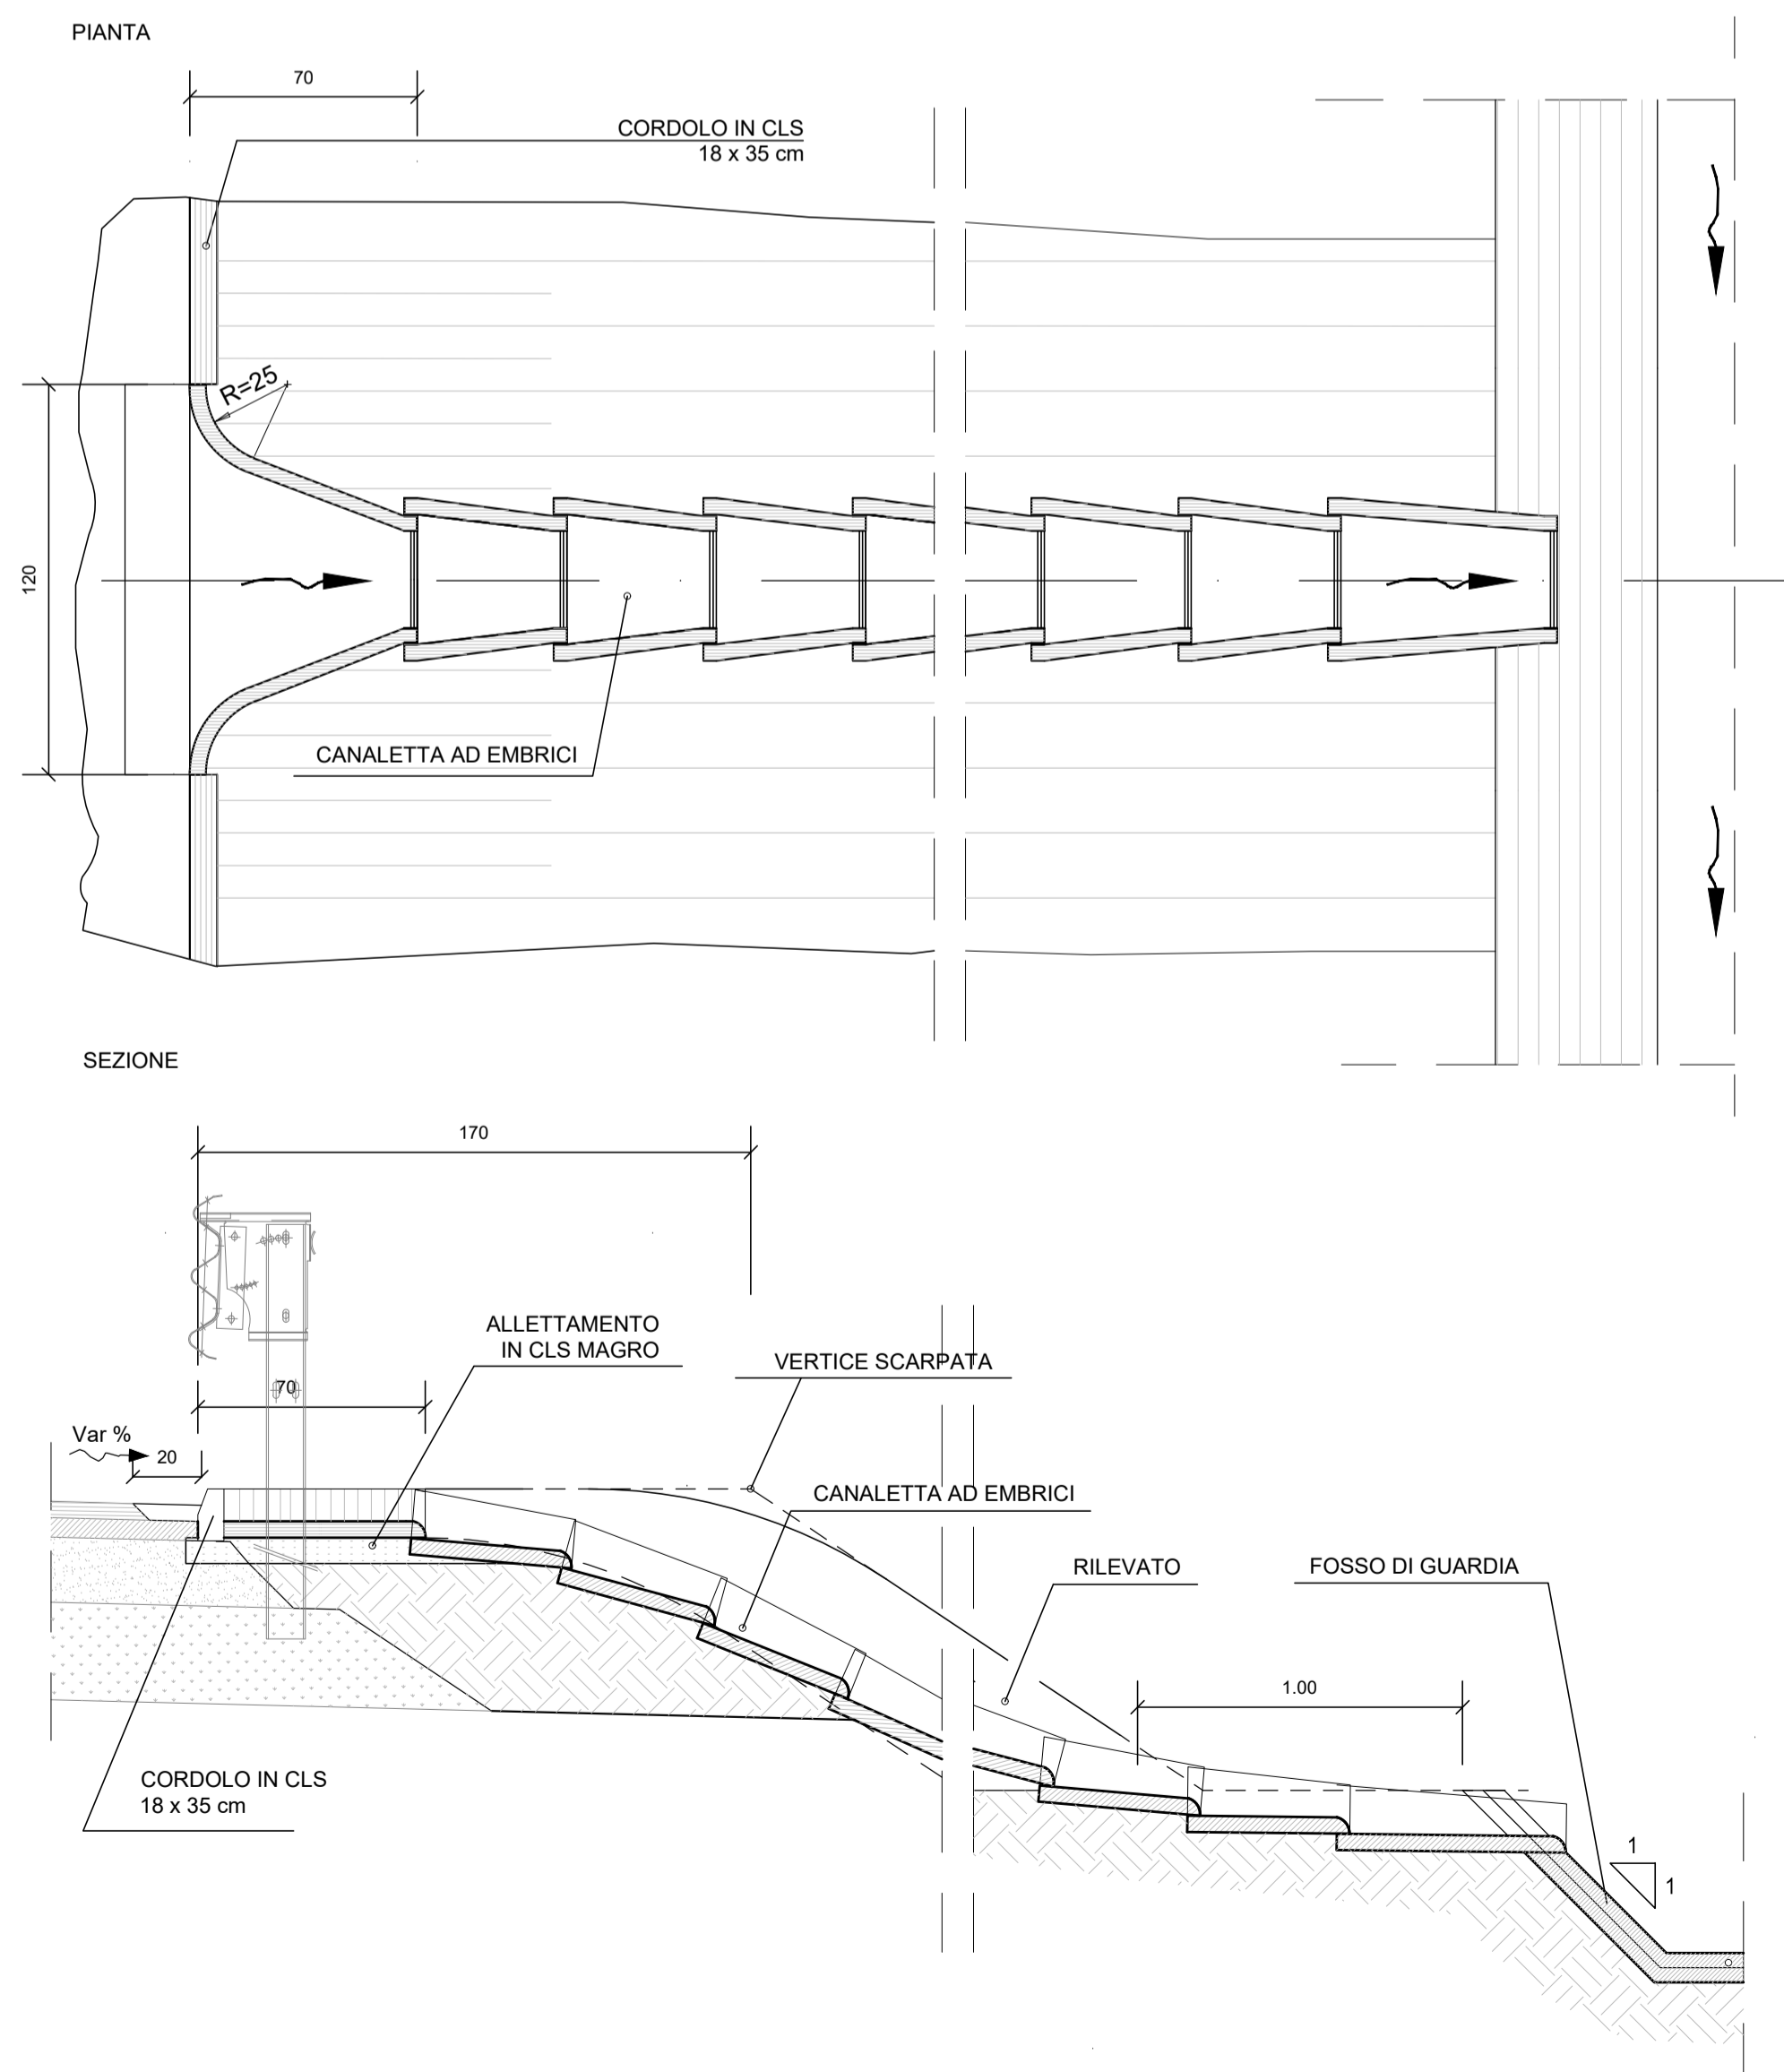 PIANTA
70
CORDOLO IN CLS
18 x 35 cm
R=25
120
CANALETTA AD EMBRICI
SEZIONE
170
ALLETTAMENTO
IN CLS MAGRO
VERTICE SCARPATA
70
Var %
20
CANALETTA AD EMBRICI
RILEVATO
FOSSO DI GUARDIA
1.00
CORDOLO IN CLS
18 x 35 cm
1
1